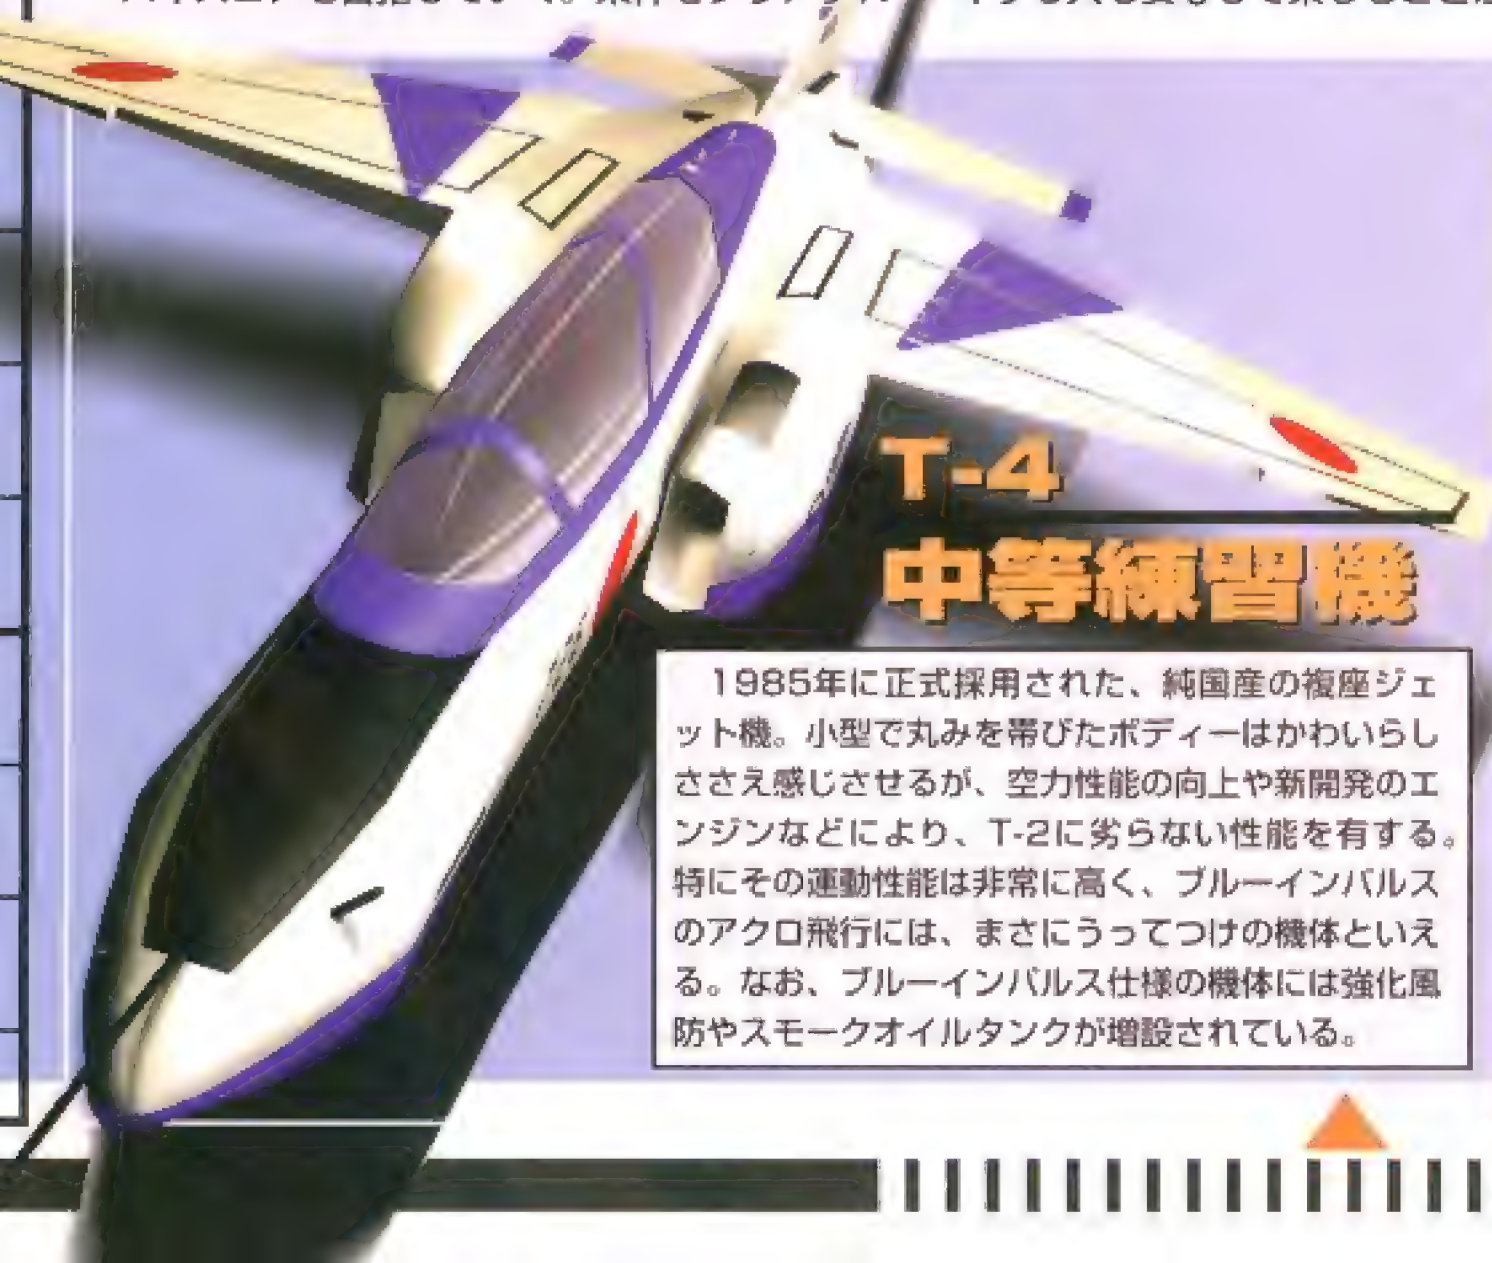 T-4
中等練習機
1985年に正式採用された、純国産の複座ジェ
ット機。小型で丸みを帯びたボディーはかわいらし
ささえ感じさせるが、空力性能の向上や新開発のエ
ンジンなどにより、T-2に劣らない性能を有する。
特にその運動性能は非常に高く、ブルーインパルス
のアクロ飛行には、まさにうってつけの機体といえ
る。なお、ブルーインパルス仕様の機体には強化風
防やスモークオイルタンクが増設されている。